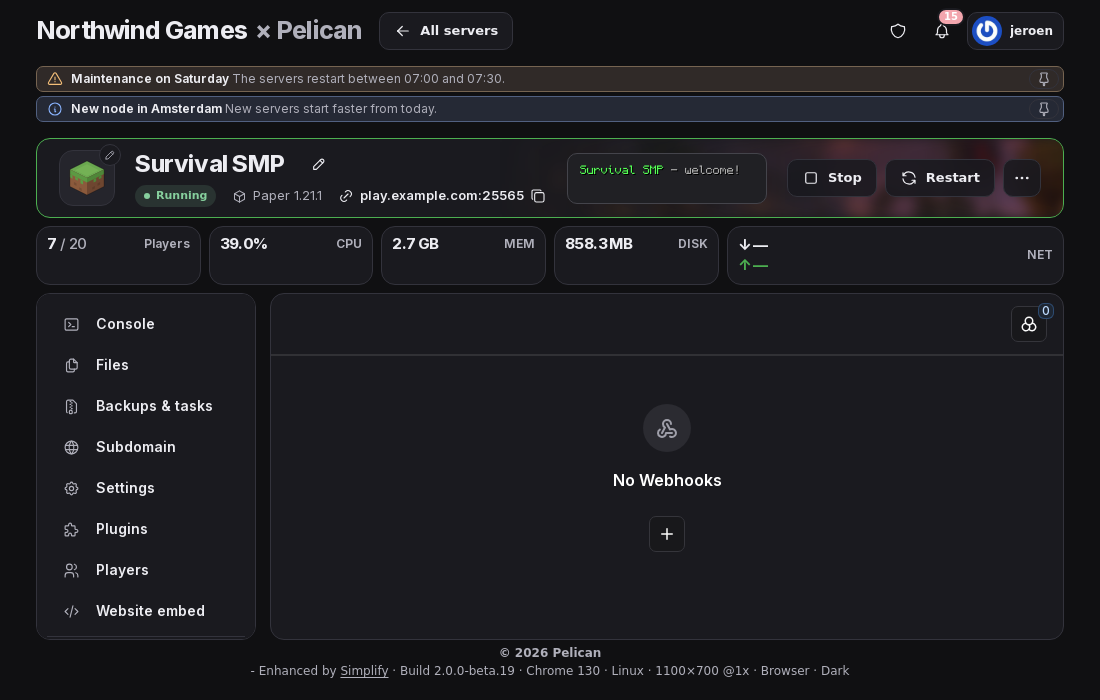 Northwind Games × Pelican
All servers
15
jeroen
Maintenance on Saturday The servers restart between 07:00 and 07:30.
New node in Amsterdam New servers start faster from today.
Survival SMP
Running
Paper 1.21.1
play.example.com:25565
Survival SMP — welcome!
Stop
Restart
7 / 20 Players
39.0% CPU
2.7 GB MEM
858.3 MB DISK
↓—
↑—
NET
Console
Files
Backups & tasks
Subdomain
Settings
Plugins
Players
Website embed
0
No Webhooks
© 2026 Pelican
- Enhanced by Simplify · Build 2.0.0-beta.19 · Chrome 130 · Linux · 1100×700 @1x · Browser · Dark